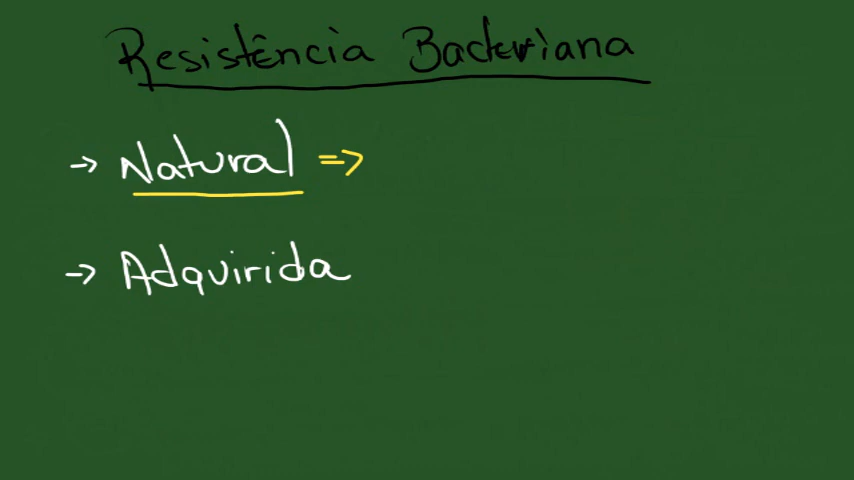 Resistência Bacteriana
→ Natural =>
→ Adquirida